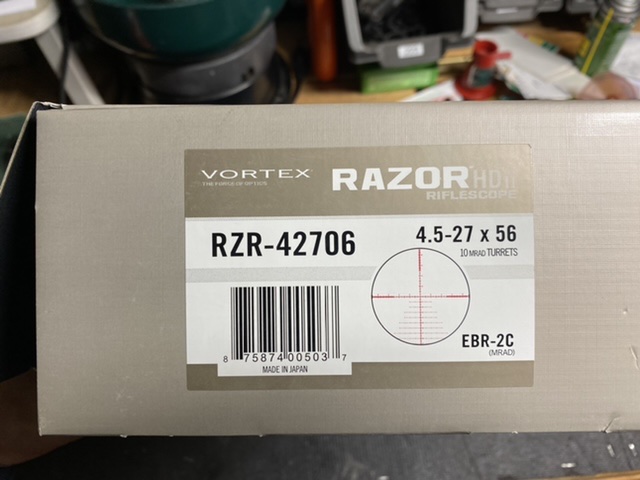 VORTEX
THE FORCE OF OPTICS
RAZOR HD II
RIFLESCOPE
RZR-42706
4.5-27 x 56
10 MRAD TURRETS
EBR-2C
(MRAD)
8 75874 00503 7
MADE IN JAPAN